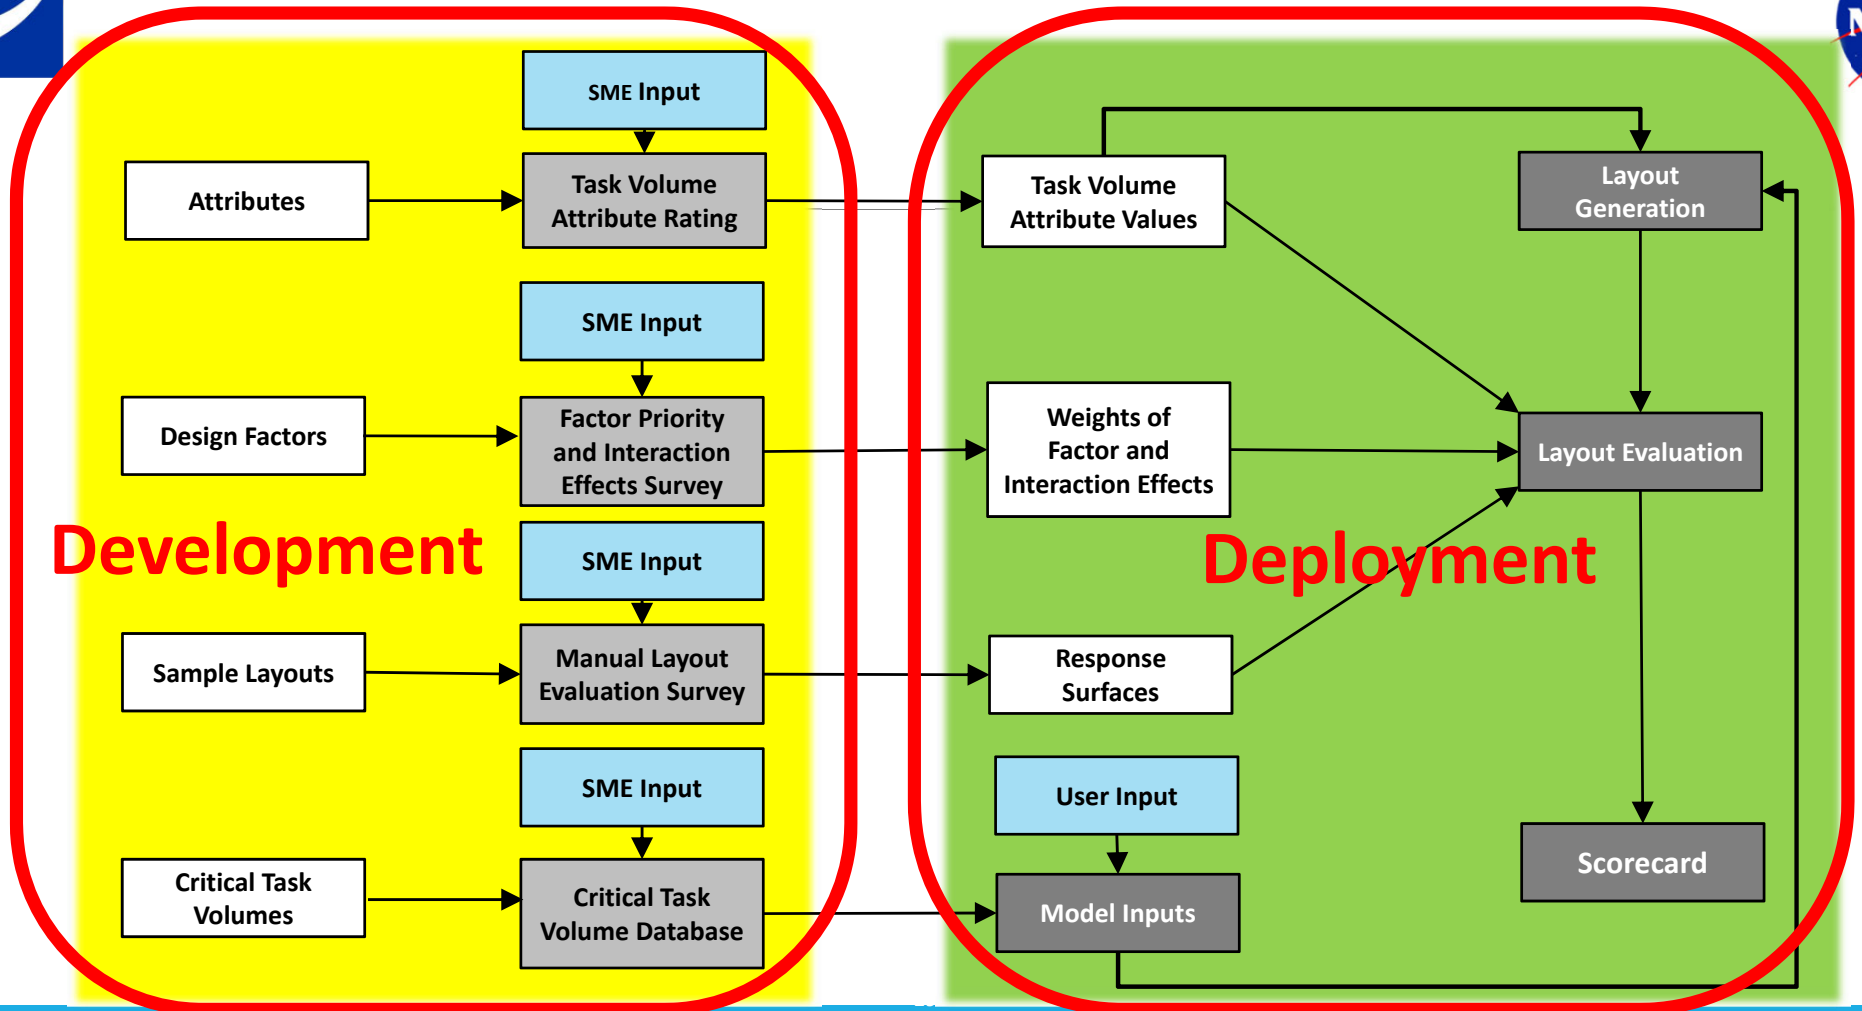 SME Input
Attributes
Task Volume
Attribute Rating
SME Input
Design Factors
Factor Priority
and Interaction
Effects Survey
Development
SME Input
Sample Layouts
Manual Layout
Evaluation Survey
SME Input
Critical Task
Volumes
Critical Task
Volume Database
Task Volume
Attribute Values
Layout
Generation
Weights of
Factor and
Interaction Effects
Layout Evaluation
Deployment
Response
Surfaces
User Input
Scorecard
Model Inputs